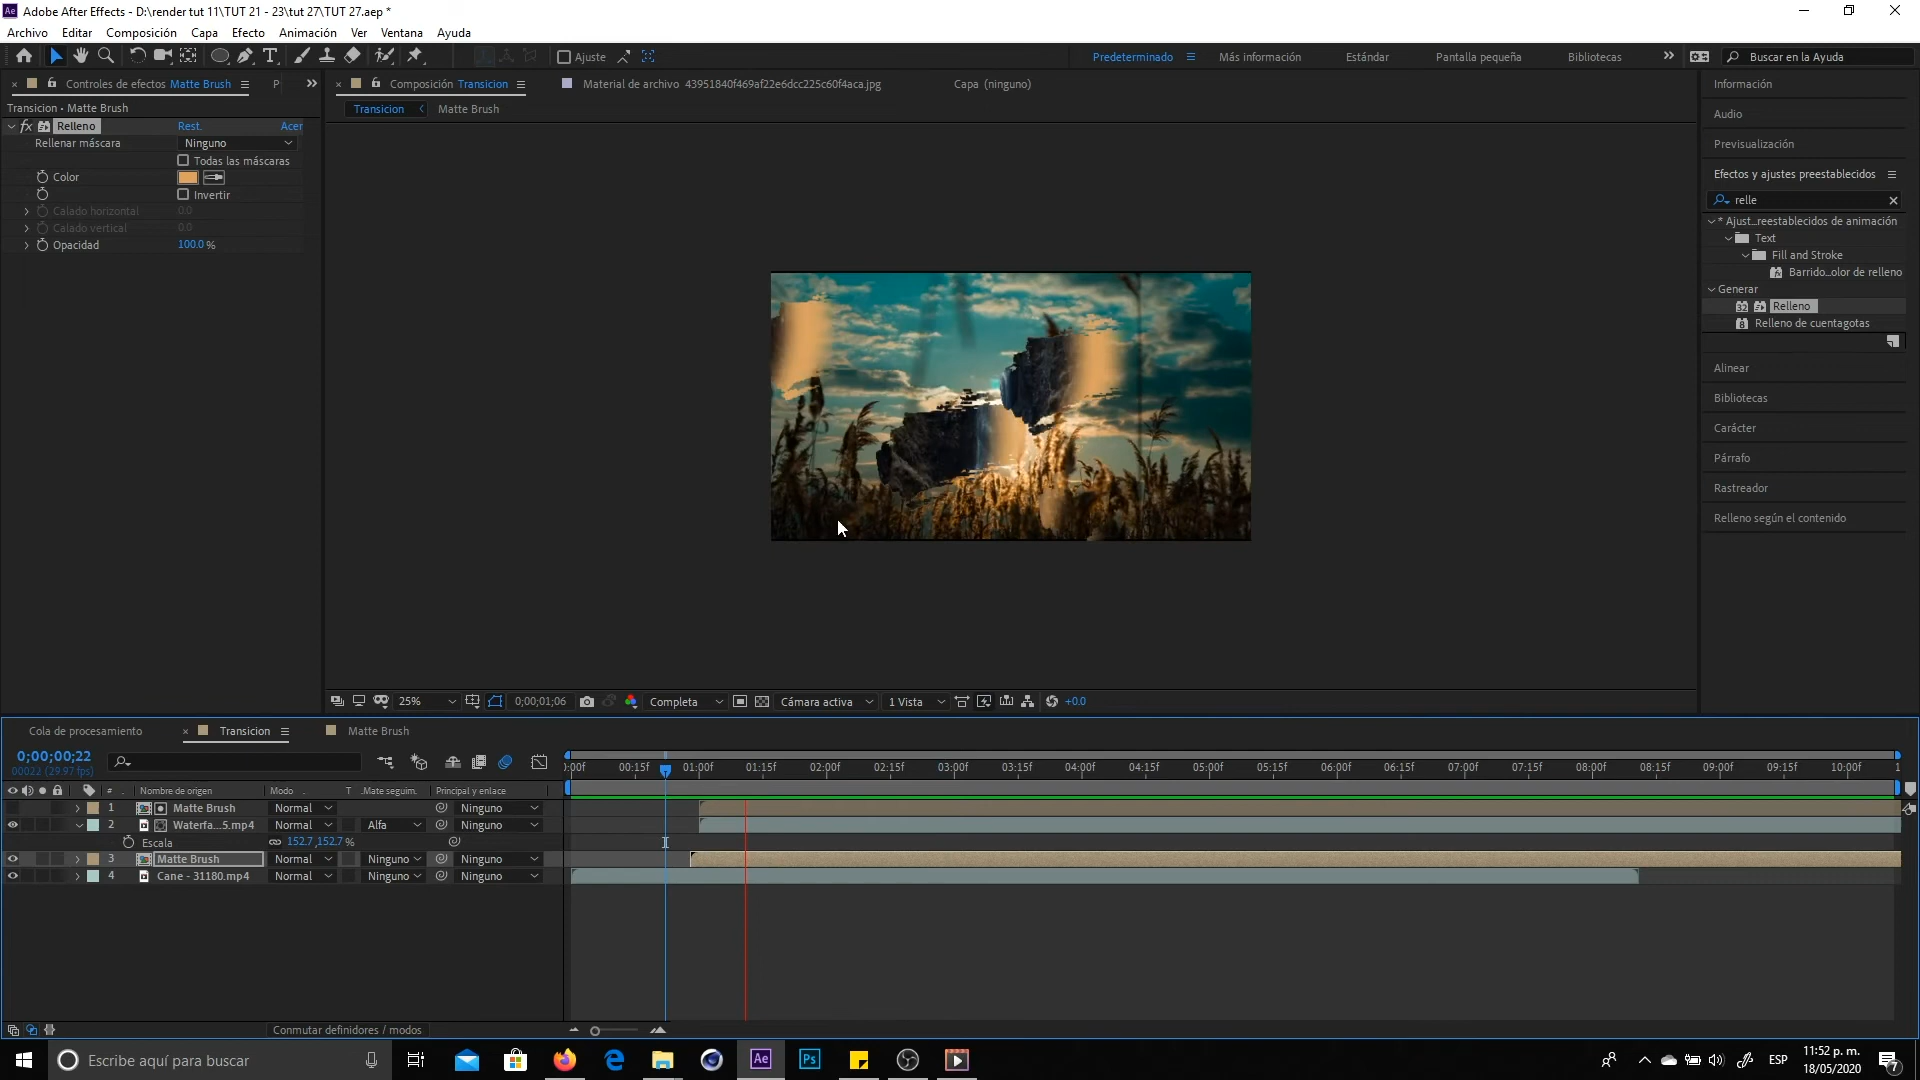 Ae Adobe After Effects - D:\render tut 11\TUT 21 - 23\tut 27\TUT 27.aep *
Archivo Editar Composición Capa Efecto Animación Ver Ventana Ayuda
T Ajuste Predeterminado Más información Estándar Pantalla pequeña Bibliotecas Buscar en la Ayuda
Controles de efectos Matte Brush P Composición Transicion Material de archivo 43951840f469af22e6dcc225c60f4aca.jpg Capa (ninguno)
Transicion • Matte Brush
Transicion Matte Brush
fx Relleno Rest. Acer
Rellenar máscara Ninguno
Todas las máscaras
Color
Invertir
Calado horizontal 0.0
Calado vertical 0.0
Opacidad 100.0 %
Información
Audio
Previsualización
Efectos y ajustes preestablecidos
relle
* Ajust...reestablecidos de animación
Text
Fill and Stroke
Barrido...olor de relleno
Generar
32 Relleno
8 Relleno de cuentagotas
Alinear
Bibliotecas
Carácter
Párrafo
Rastreador
Relleno según el contenido
25% 0;00;01;06 Completa Cámara activa 1 Vista +0.0
Cola de procesamiento Transicion Matte Brush
0;00;00;22
00022 (29.97 fps)
):00f 00:15f 01:00f 01:15f 02:00f 02:15f 03:00f 03:15f 04:00f 04:15f 05:00f 05:15f 06:00f 06:15f 07:00f 07:15f 08:00f 08:15f 09:00f 09:15f 10:00f 1
# Nombre de origen Modo T .Mate seguim. Principal y enlace
1 Matte Brush Normal Ninguno
2 Waterfa...5.mp4 Normal Alfa Ninguno
Escala 152.7 ,152.7 %
3 Matte Brush Normal Ninguno Ninguno
4 Cane - 31180.mp4 Normal Ninguno Ninguno
Conmutar definidores / modos
Escribe aquí para buscar Ae Ps ESP 11:52 p. m.
18/05/2020 7